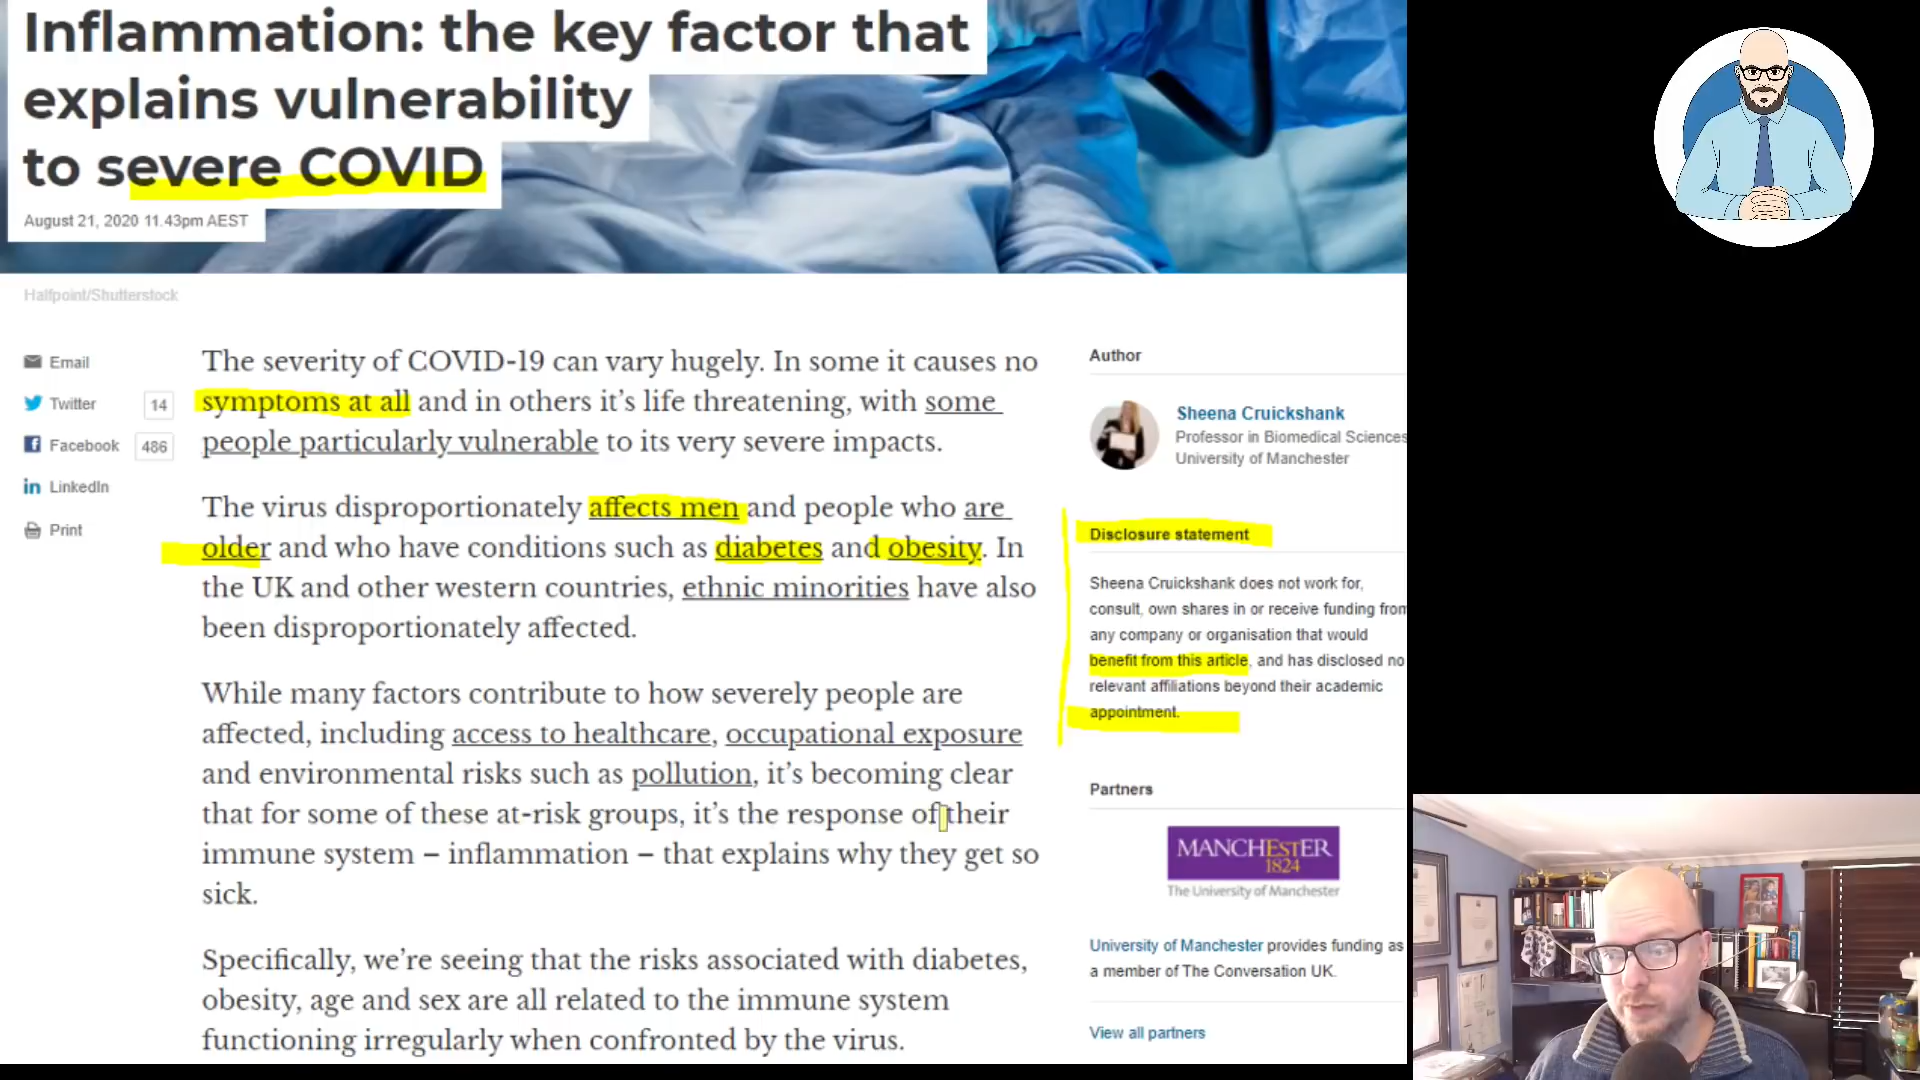 Inflammation: the key factor that
explains vulnerability
to severe COVID
August 21, 2020 11.43pm AEST
Halfpoint/Shutterstock
Email
Twitter 14
Facebook 486
LinkedIn
Print
The severity of COVID-19 can vary hugely. In some it causes no
symptoms at all and in others it's life threatening, with some
people particularly vulnerable to its very severe impacts.
The virus disproportionately affects men and people who are
older and who have conditions such as diabetes and obesity. In
the UK and other western countries, ethnic minorities have also
been disproportionately affected.
While many factors contribute to how severely people are
affected, including access to healthcare, occupational exposure
and environmental risks such as pollution, it's becoming clear
that for some of these at-risk groups, it's the response of their
immune system – inflammation – that explains why they get so
sick.
Specifically, we're seeing that the risks associated with diabetes,
obesity, age and sex are all related to the immune system
functioning irregularly when confronted by the virus.
Author
Sheena Cruickshank
Professor in Biomedical Sciences
University of Manchester
Disclosure statement
Sheena Cruickshank does not work for,
consult, own shares in or receive funding from
any company or organisation that would
benefit from this article, and has disclosed no
relevant affiliations beyond their academic
appointment.
Partners
MANCHESTER
1824
The University of Manchester
University of Manchester provides funding as
a member of The Conversation UK.
View all partners